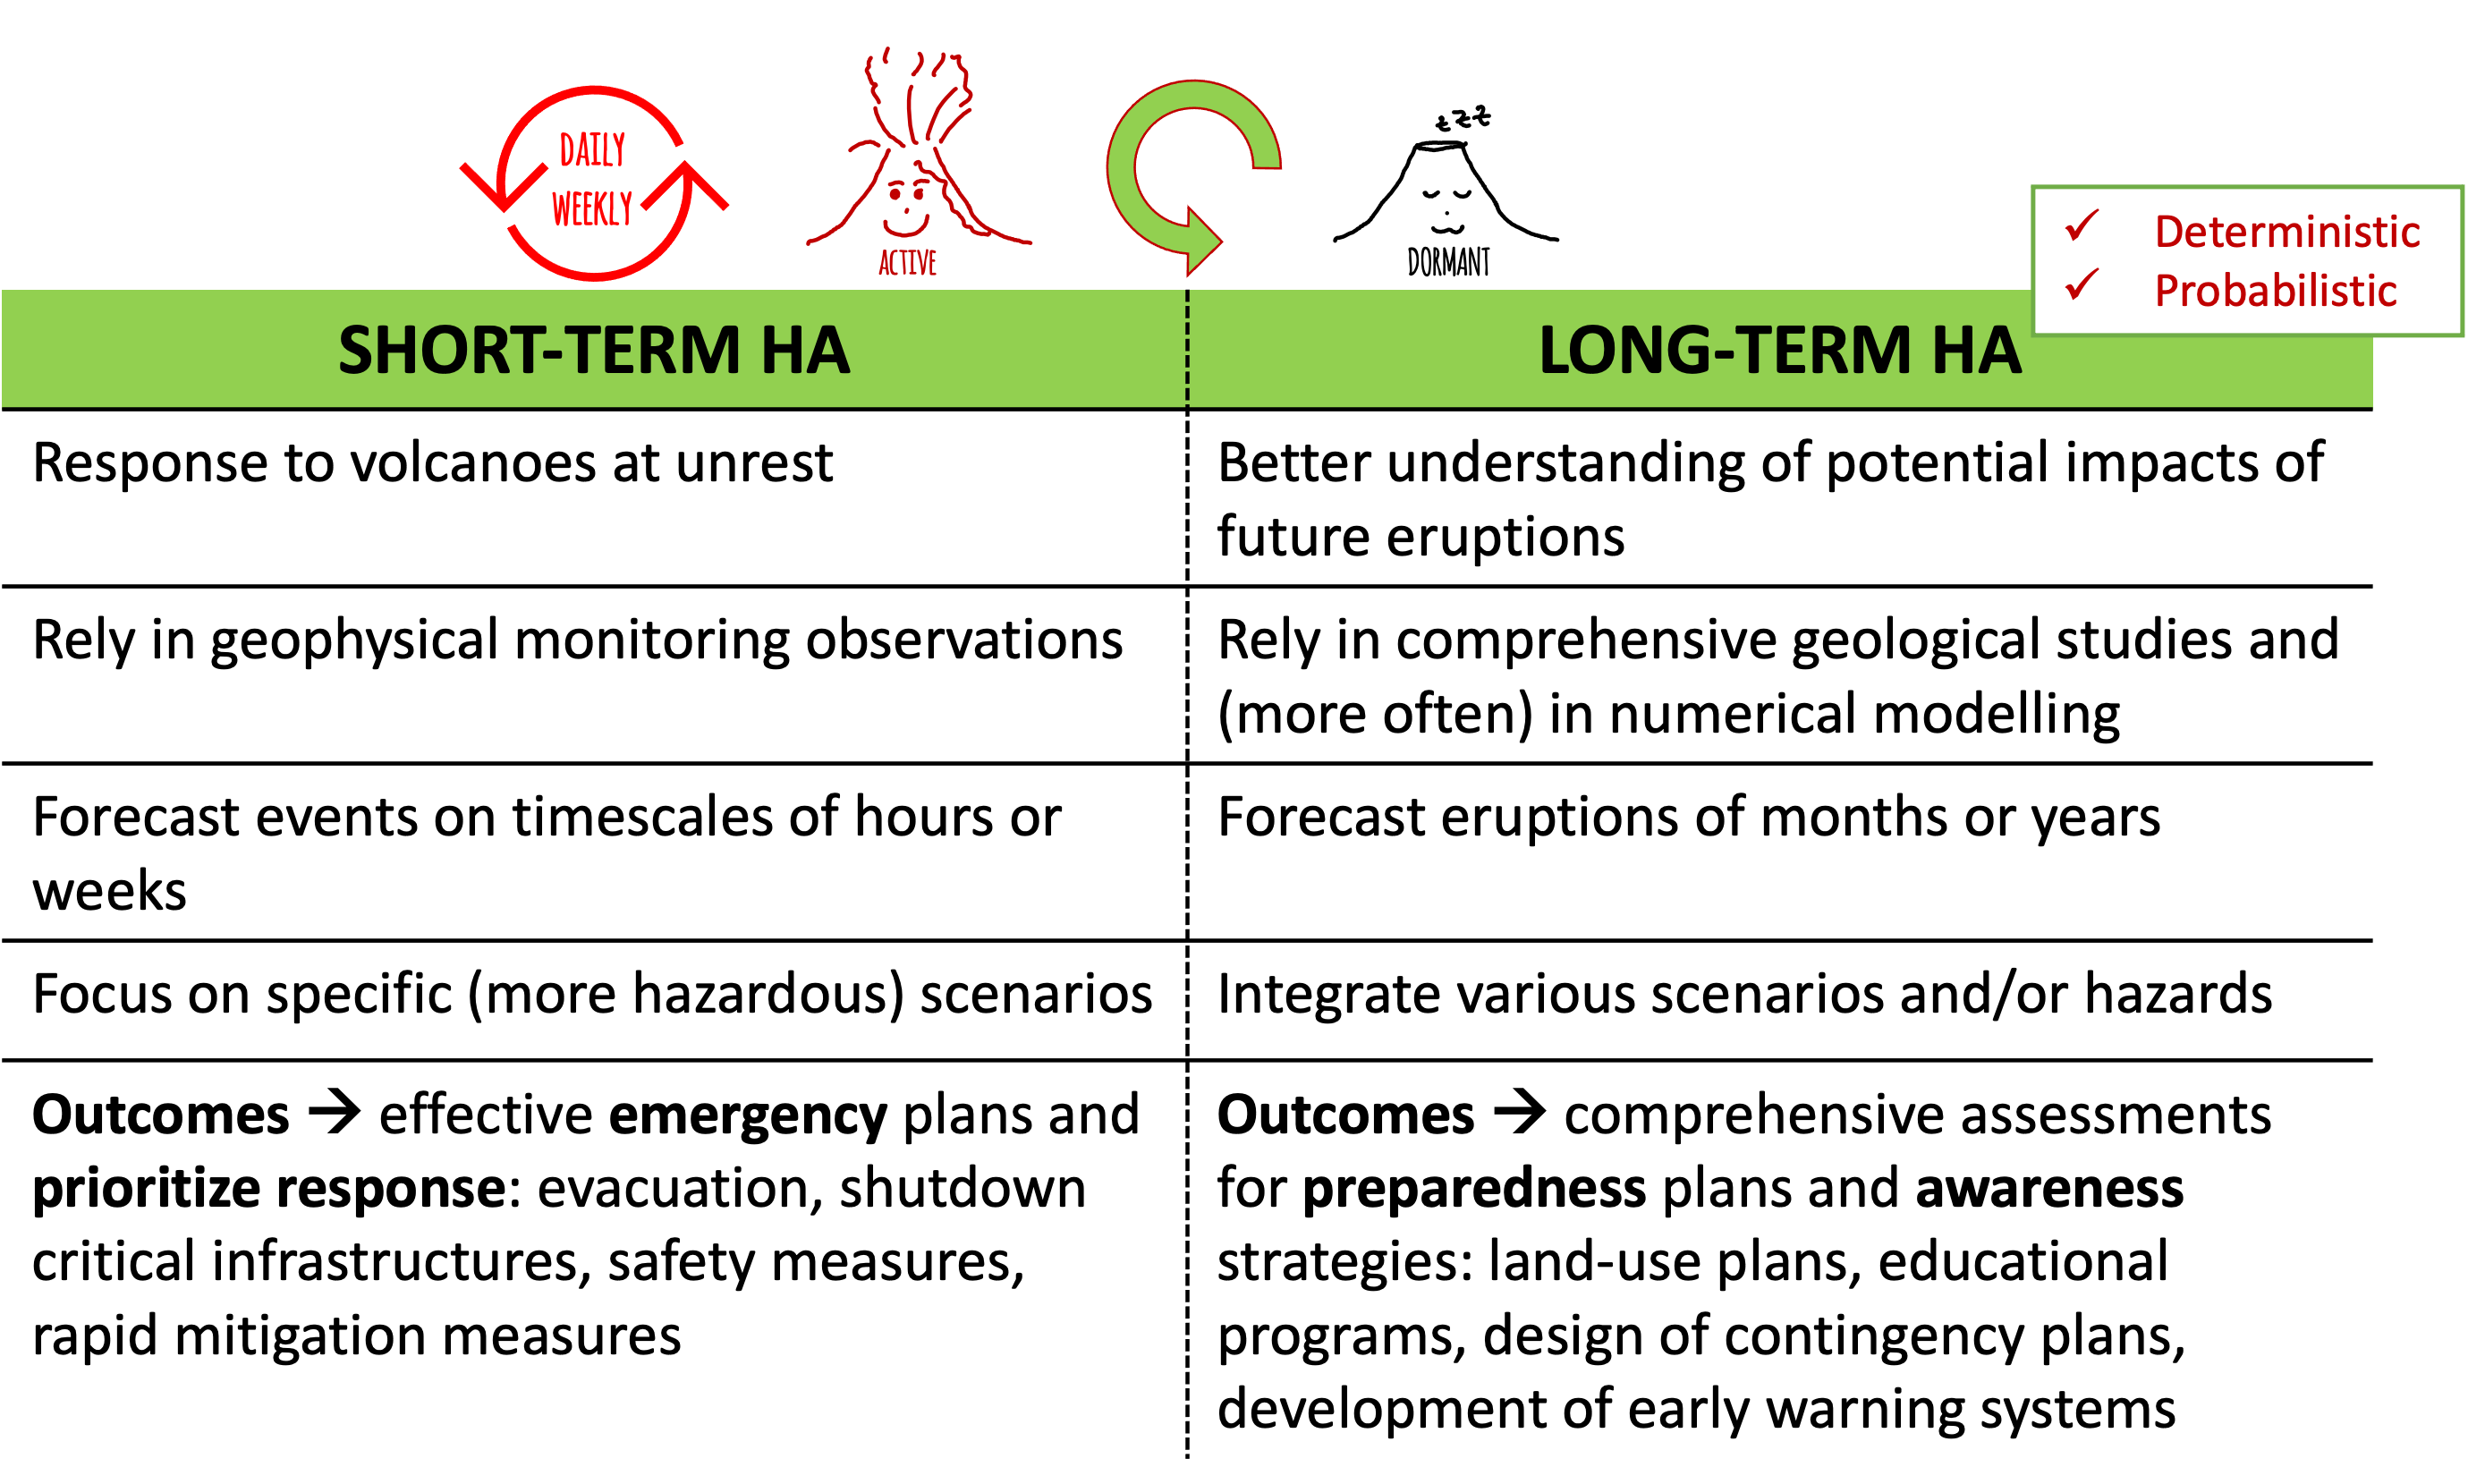 DAILY
WEEKLY
ACTIVE
zzz
DORMANT
Deterministic
Probabilistic
SHORT-TERM HA
LONG-TERM HA
Response to volcanoes at unrest
Better understanding of potential impacts of
future eruptions
Rely in geophysical monitoring observations
Rely in comprehensive geological studies and
(more often) in numerical modelling
Forecast events on timescales of hours or
weeks
Forecast eruptions of months or years
Focus on specific (more hazardous) scenarios
Integrate various scenarios and/or hazards
Outcomes → effective emergency plans and
prioritize response: evacuation, shutdown
critical infrastructures, safety measures,
rapid mitigation measures
Outcomes → comprehensive assessments
for preparedness plans and awareness
strategies: land-use plans, educational
programs, design of contingency plans,
development of early warning systems